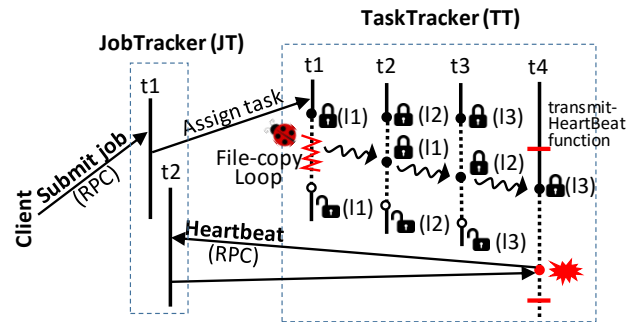 TaskTracker (TT)
JobTracker (JT)
t1
t2
Client
Submit job
(RPC)
Assign task
t1
t2
t3
t4
(l1)
(l2)
(l3)
transmit-
HeartBeat
function
File-copy
Loop
(l1)
(l2)
(l3)
(l1)
(l2)
(l3)
Heartbeat
(RPC)